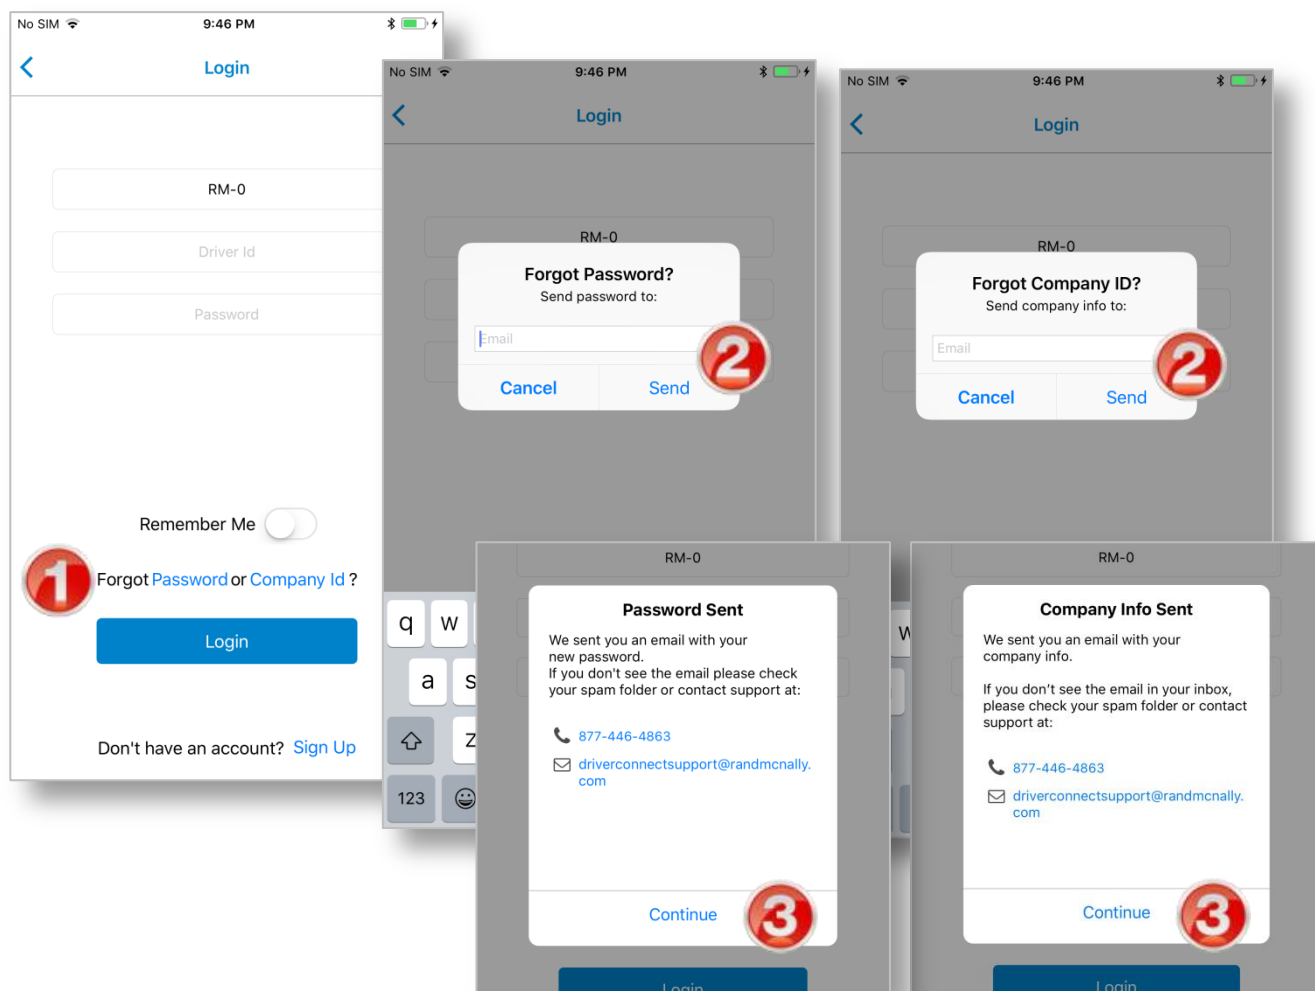 No SIM 9:46 PM
Login
RM-0
Driver Id
Password
Remember Me
1
Forgot Password or Company Id ?
Login
Don't have an account? Sign Up
No SIM 9:46 PM
Login
RM-0
Forgot Password?
Send password to:
Email
2
Cancel Send
q w
a s
z
123
No SIM 9:46 PM
Login
RM-0
Forgot Company ID?
Send company info to:
Email
2
Cancel Send
RM-0
Password Sent
We sent you an email with your
new password.
If you don't see the email please check
your spam folder or contact support at:
877-446-4863
driverconnectsupport@randmcnally.
com
Continue
3
Login
RM-0
Company Info Sent
We sent you an email with your
company info.
If you don’t see the email in your inbox,
please check your spam folder or contact
support at:
877-446-4863
driverconnectsupport@randmcnally.
com
Continue
3
Login